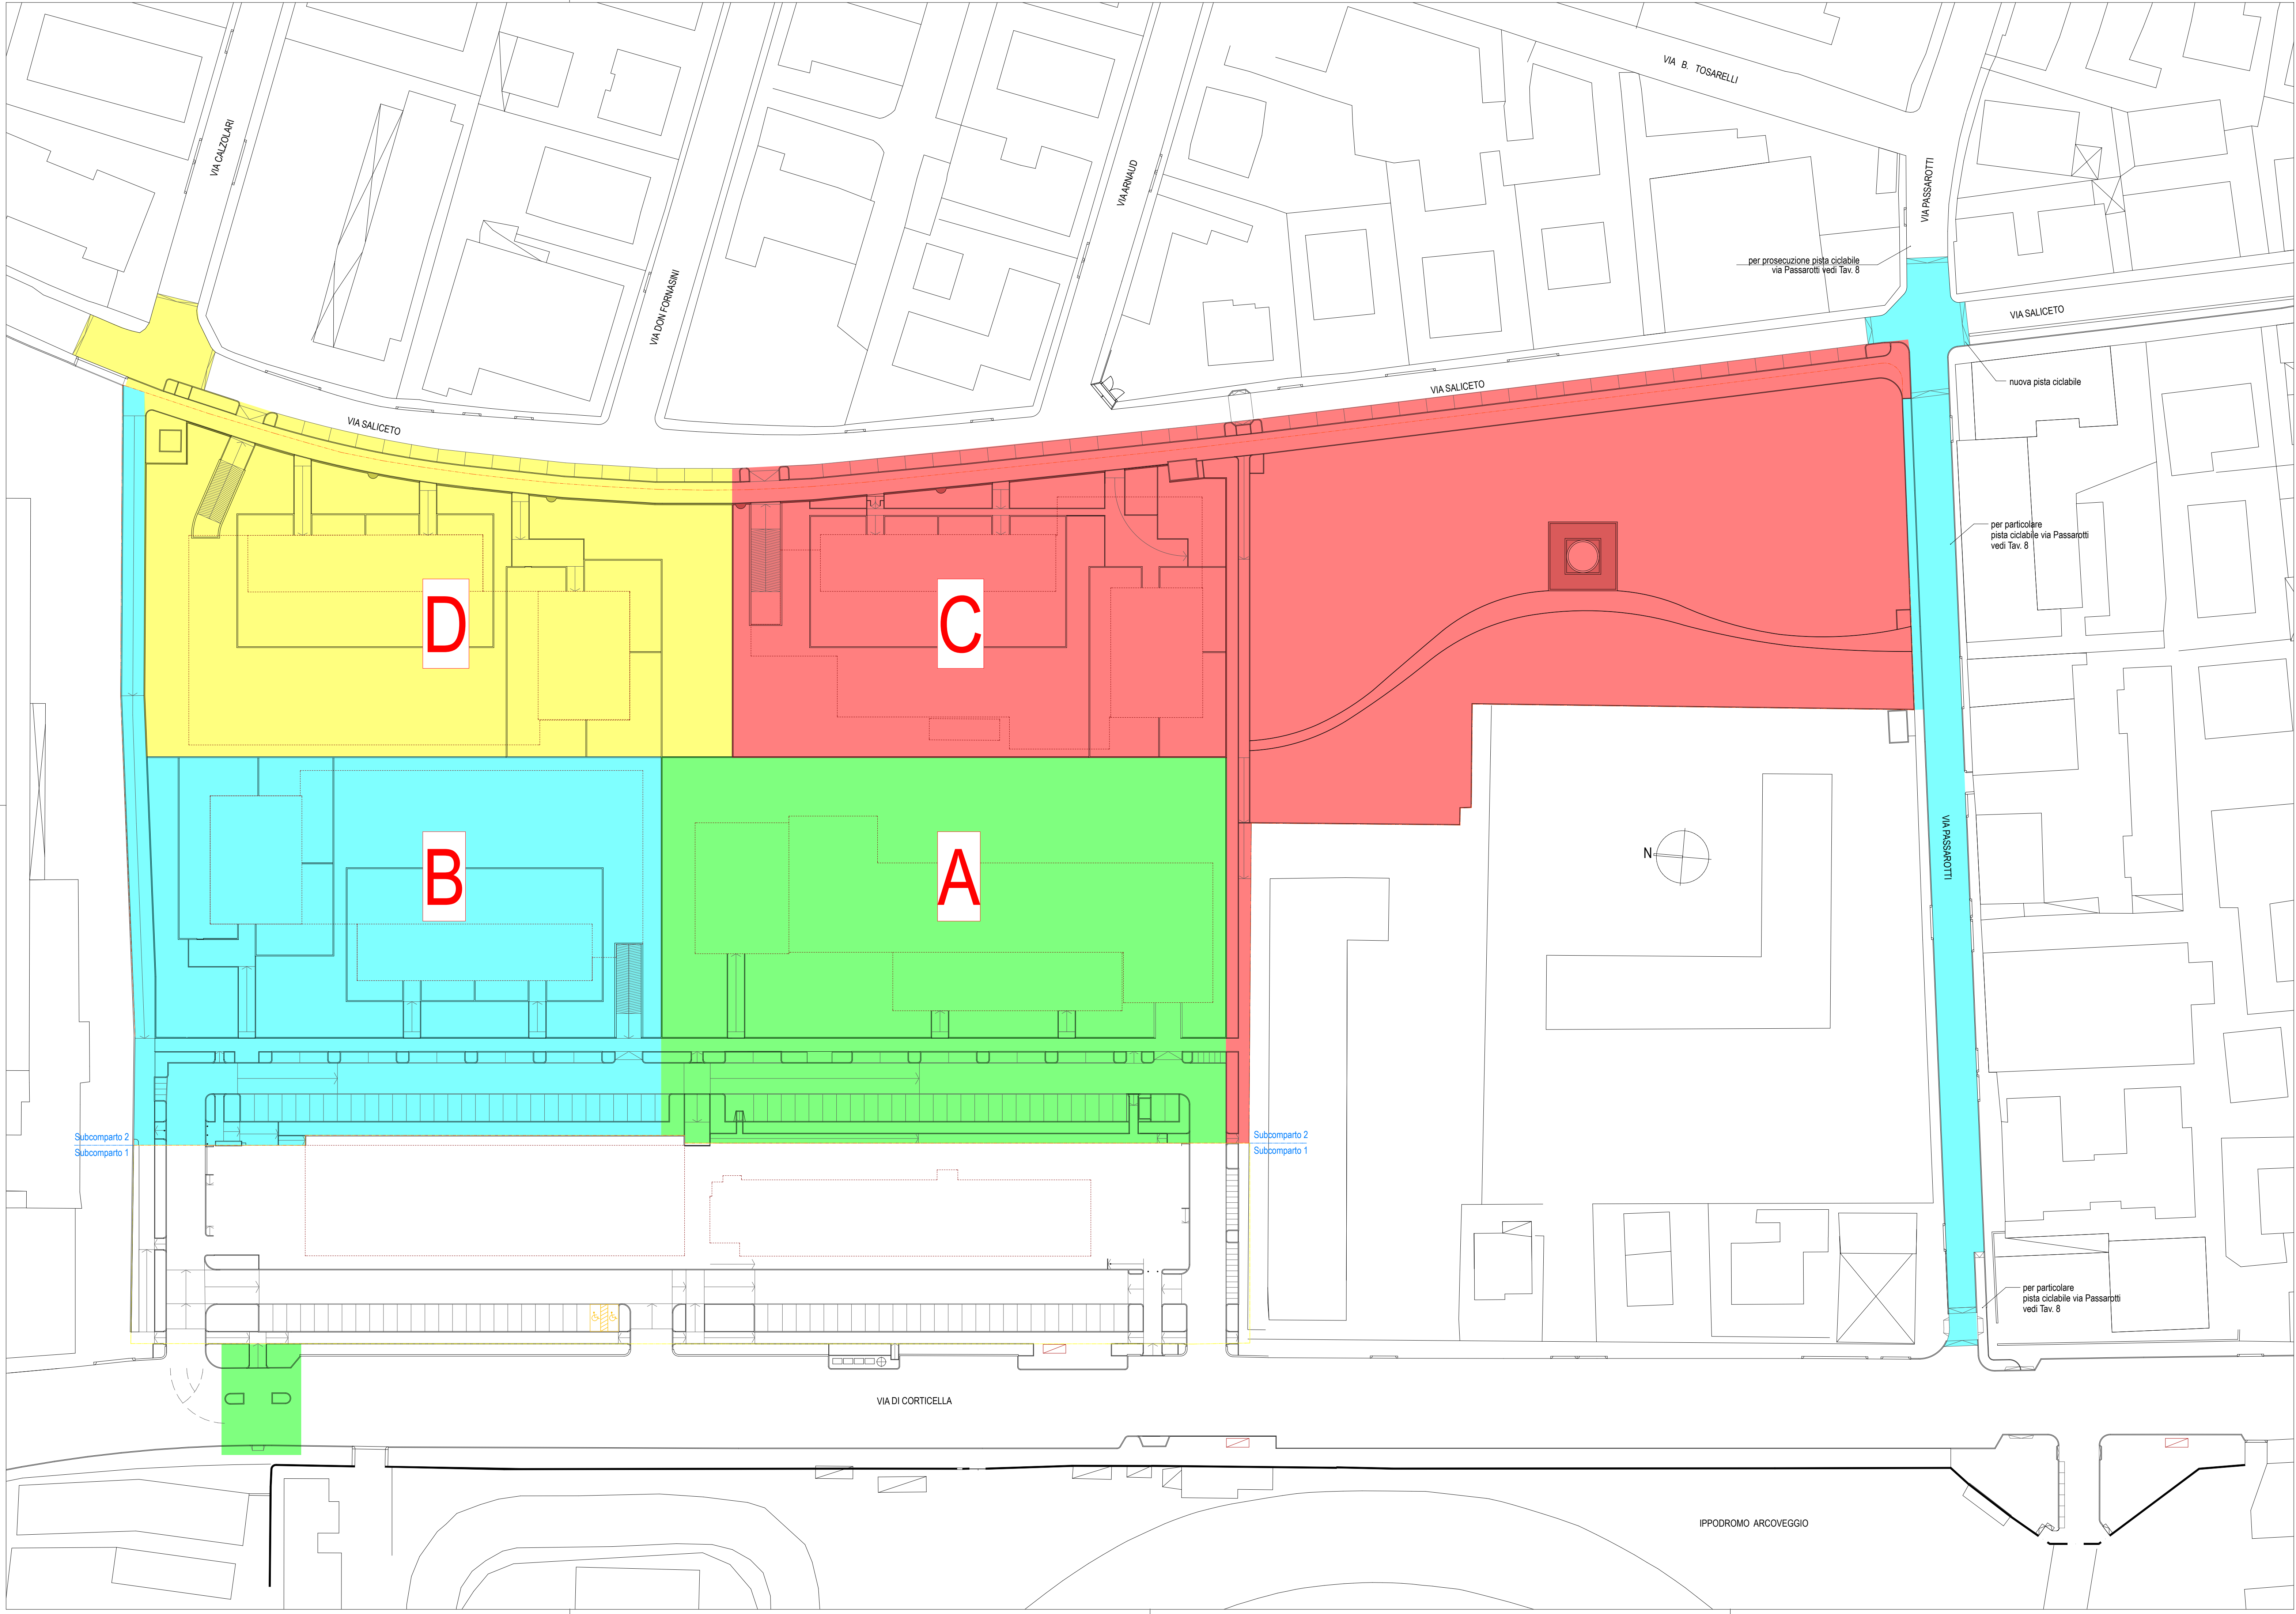 VIA B. TOSARELLI
VIA CALZOLARI
VIA ARNAUD
VIA PASSAROTTI
per prosecuzione pista ciclabile
via Passarotti vedi Tav. 8
VIA DON FORNASINI
VIA SALICETO
nuova pista ciclabile
VIA SALICETO
VIA SALICETO
per particolare
pista ciclabile via Passarotti
vedi Tav. 8
D
C
N
VIA PASSAROTTI
B
A
Subcomparto 2
Subcomparto 1
Subcomparto 2
Subcomparto 1
per particolare
pista ciclabile via Passarotti
vedi Tav. 8
VIA DI CORTICELLA
IPPODROMO ARCOVEGGIO